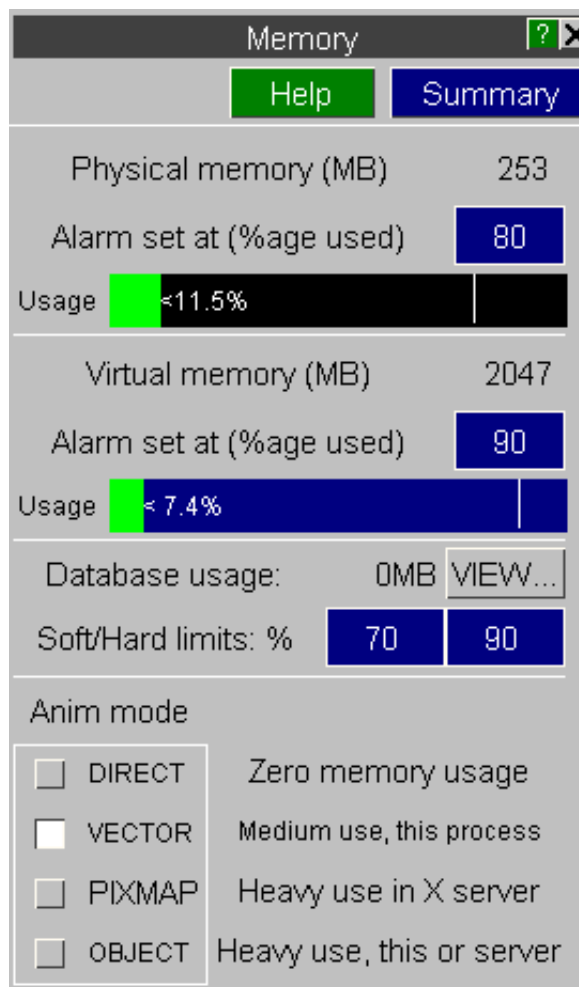 Memory ?
Help Summary
Physical memory (MB) 253
Alarm set at (%age used) 80
Usage <11.5%
Virtual memory (MB) 2047
Alarm set at (%age used) 90
Usage < 7.4%
Database usage: 0MB VIEW...
Soft/Hard limits: % 70 90
Anim mode
DIRECT Zero memory usage
VECTOR Medium use, this process
PIXMAP Heavy use in X server
OBJECT Heavy use, this or server